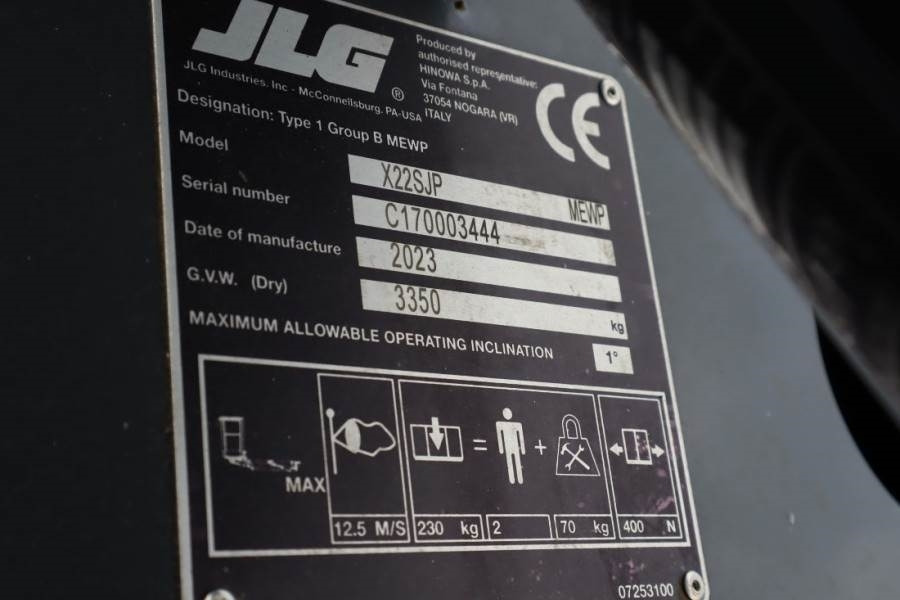 JLG ®
JLG Industries, Inc - McConnellsburg, PA-USA
Produced by
authorised representative:
HINOWA S.p.A.
Via Fontana
37054 NOGARA (VR)
ITALY
CE
Designation: Type 1 Group B MEWP
Model X22SJP MEWP
Serial number C170003444
Date of manufacture 2023
G.V.W. (Dry) 3350 kg
MAXIMUM ALLOWABLE OPERATING INCLINATION 1°
= +
MAX
12.5 M/S 230 kg 2 70 kg 400 N
07253100